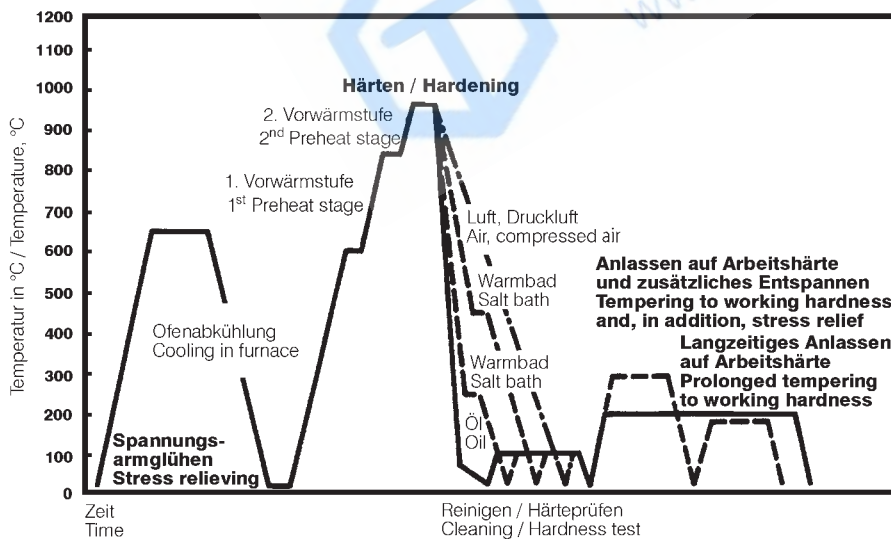 1200
1100
1000
900
800
700
600
500
400
300
200
100
0
Temperatur in °C / Temperature, °C
Härten / Hardening
2. Vorwärmstufe
2nd Preheat stage
1. Vorwärmstufe
1st Preheat stage
Luft, Druckluft
Air, compressed air
Warmbad
Salt bath
Anlassen auf Arbeitshärte
und zusätzliches Entspannen
Tempering to working hardness
and, in addition, stress relief
Ofenabkühlung
Cooling in furnace
Langzeitiges Anlassen
auf Arbeitshärte
Prolonged tempering
to working hardness
Warmbad
Salt bath
Öl
Oil
Spannungs-
armglühen
Stress relieving
Zeit
Time
Reinigen / Härteprüfen
Cleaning / Hardness test